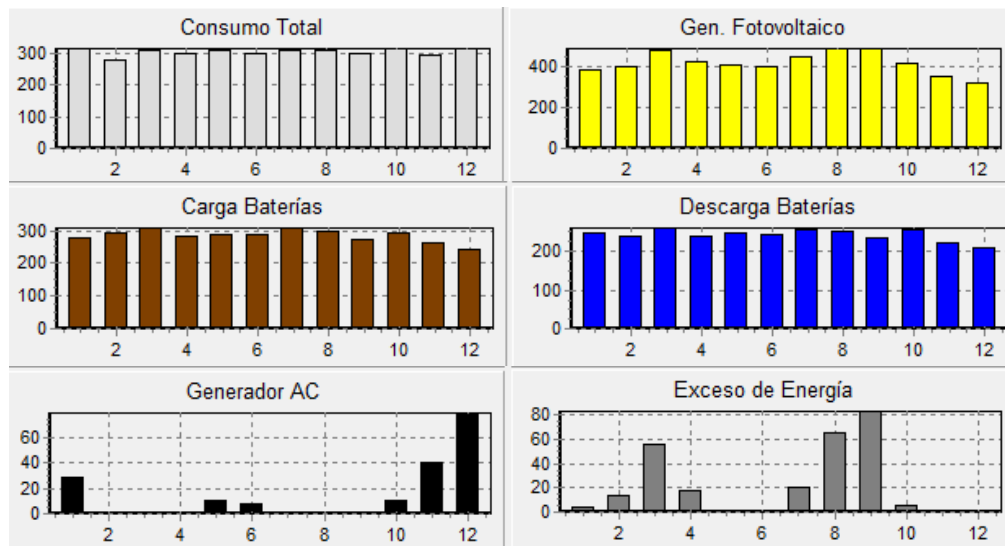 Consumo Total
300
200
100
0
2 4 6 8 10 12
Gen. Fotovoltaico
400
200
0
2 4 6 8 10 12
Carga Baterías
300
200
100
0
2 4 6 8 10 12
Descarga Baterías
200
100
0
2 4 6 8 10 12
Generador AC
60
40
20
0
2 4 6 8 10 12
Exceso de Energía
80
60
40
20
0
2 4 6 8 10 12